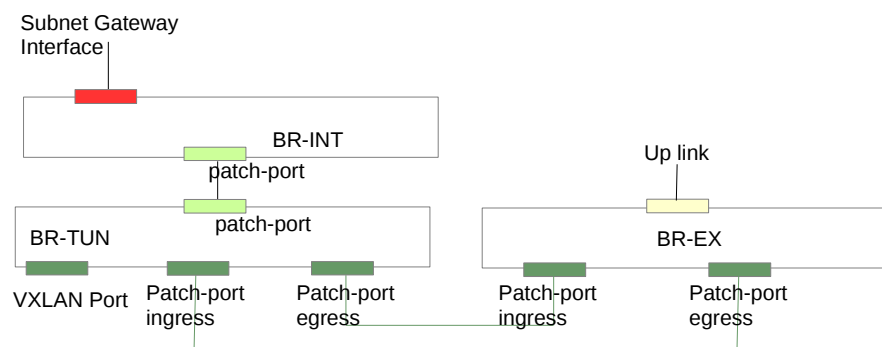 Subnet Gateway
Interface
BR-INT
patch-port
Up link
patch-port
BR-TUN
BR-EX
VXLAN Port
Patch-port
ingress
Patch-port
egress
Patch-port
ingress
Patch-port
egress